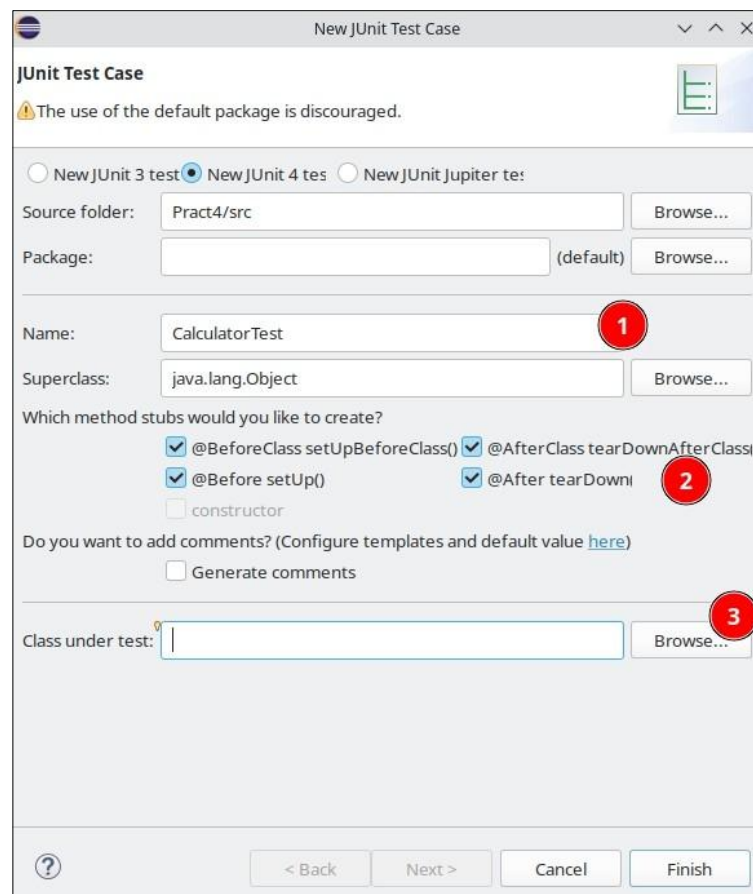 New JUnit Test Case
JUnit Test Case
The use of the default package is discouraged.
New JUnit 3 test New JUnit 4 tes New JUnit Jupiter tes
Source folder: Pract4/src Browse...
Package: (default) Browse...
Name: CalculatorTest 1
Superclass: java.lang.Object Browse...
Which method stubs would you like to create?
@BeforeClass setUpBeforeClass() @AfterClass tearDownAfterClass(
@Before setUp() @After tearDown( 2
constructor
Do you want to add comments? (Configure templates and default value here)
Generate comments
3
Class under test: Browse...
? < Back Next > Cancel Finish